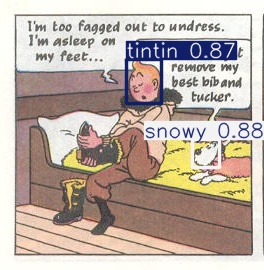 I'm too fagged out to undress.
I'm asleep on
my feet...
tintin 0.87
t
remove my
best bib and
tucker.
snowy 0.88